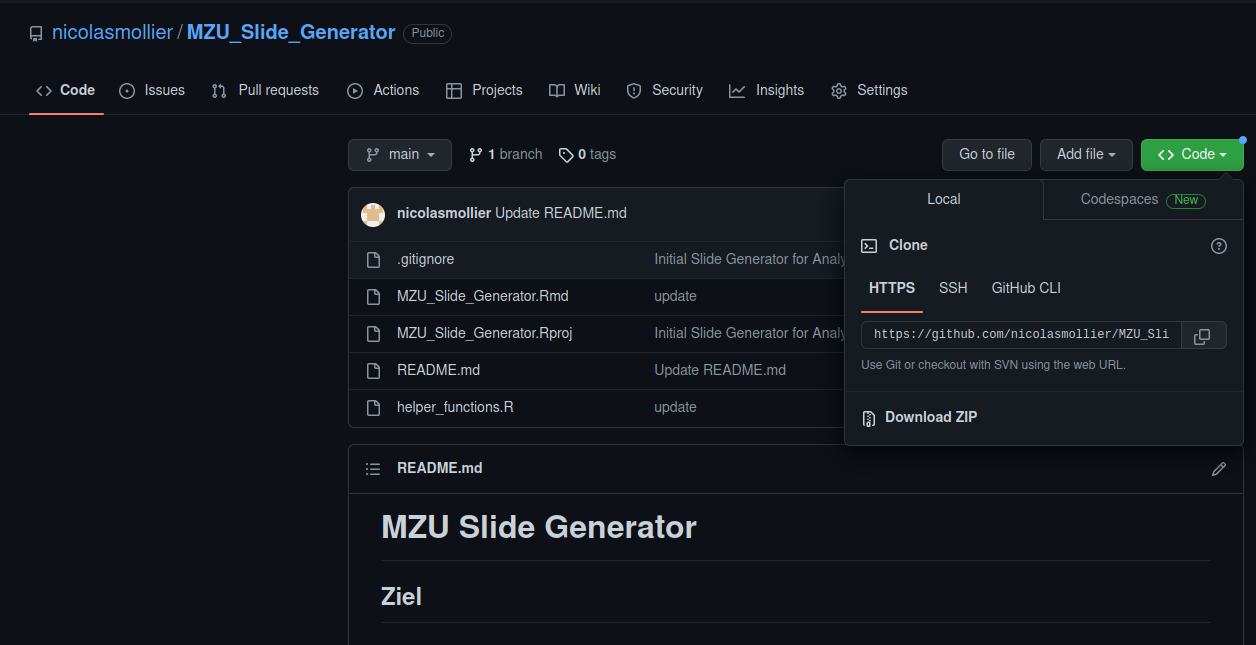 nicolasmollier / MZU_Slide_Generator Public
Code Issues Pull requests Actions Projects Wiki Security Insights Settings
main 1 branch 0 tags Go to file Add file Code
nicolasmollier Update README.md
.gitignore Initial Slide Generator for Analy
MZU_Slide_Generator.Rmd update
MZU_Slide_Generator.Rproj Initial Slide Generator for Analy
README.md Update README.md
helper_functions.R update
Local Codespaces New
Clone
HTTPS SSH GitHub CLI
https://github.com/nicolasmollier/MZU_Sli
Use Git or checkout with SVN using the web URL.
Download ZIP
README.md
MZU Slide Generator
Ziel